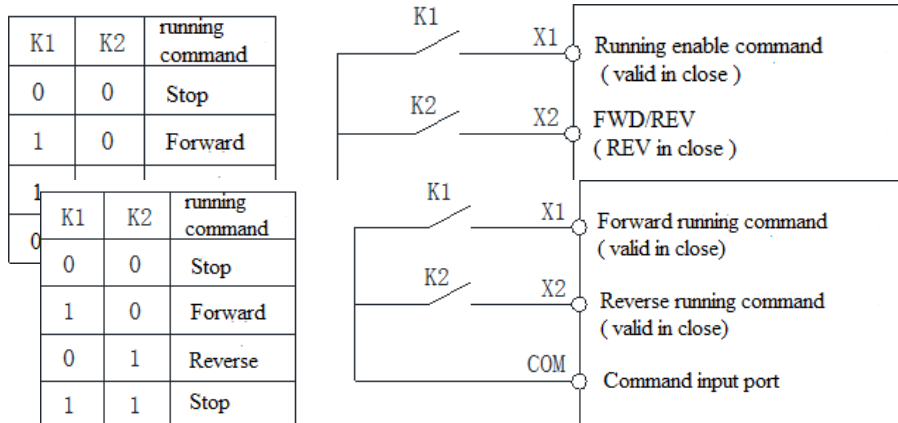 K1 K2 running
command
0 0 Stop
1 0 Forward
1
0
K1 X1 Running enable command
( valid in close )
K2 X2 FWD/REV
( REV in close )
K1 K2 running
command
0 0 Stop
1 0 Forward
0 1 Reverse
1 1 Stop
K1 X1 Forward running command
( valid in close)
K2 X2 Reverse running command
( valid in close)
COM Command input port